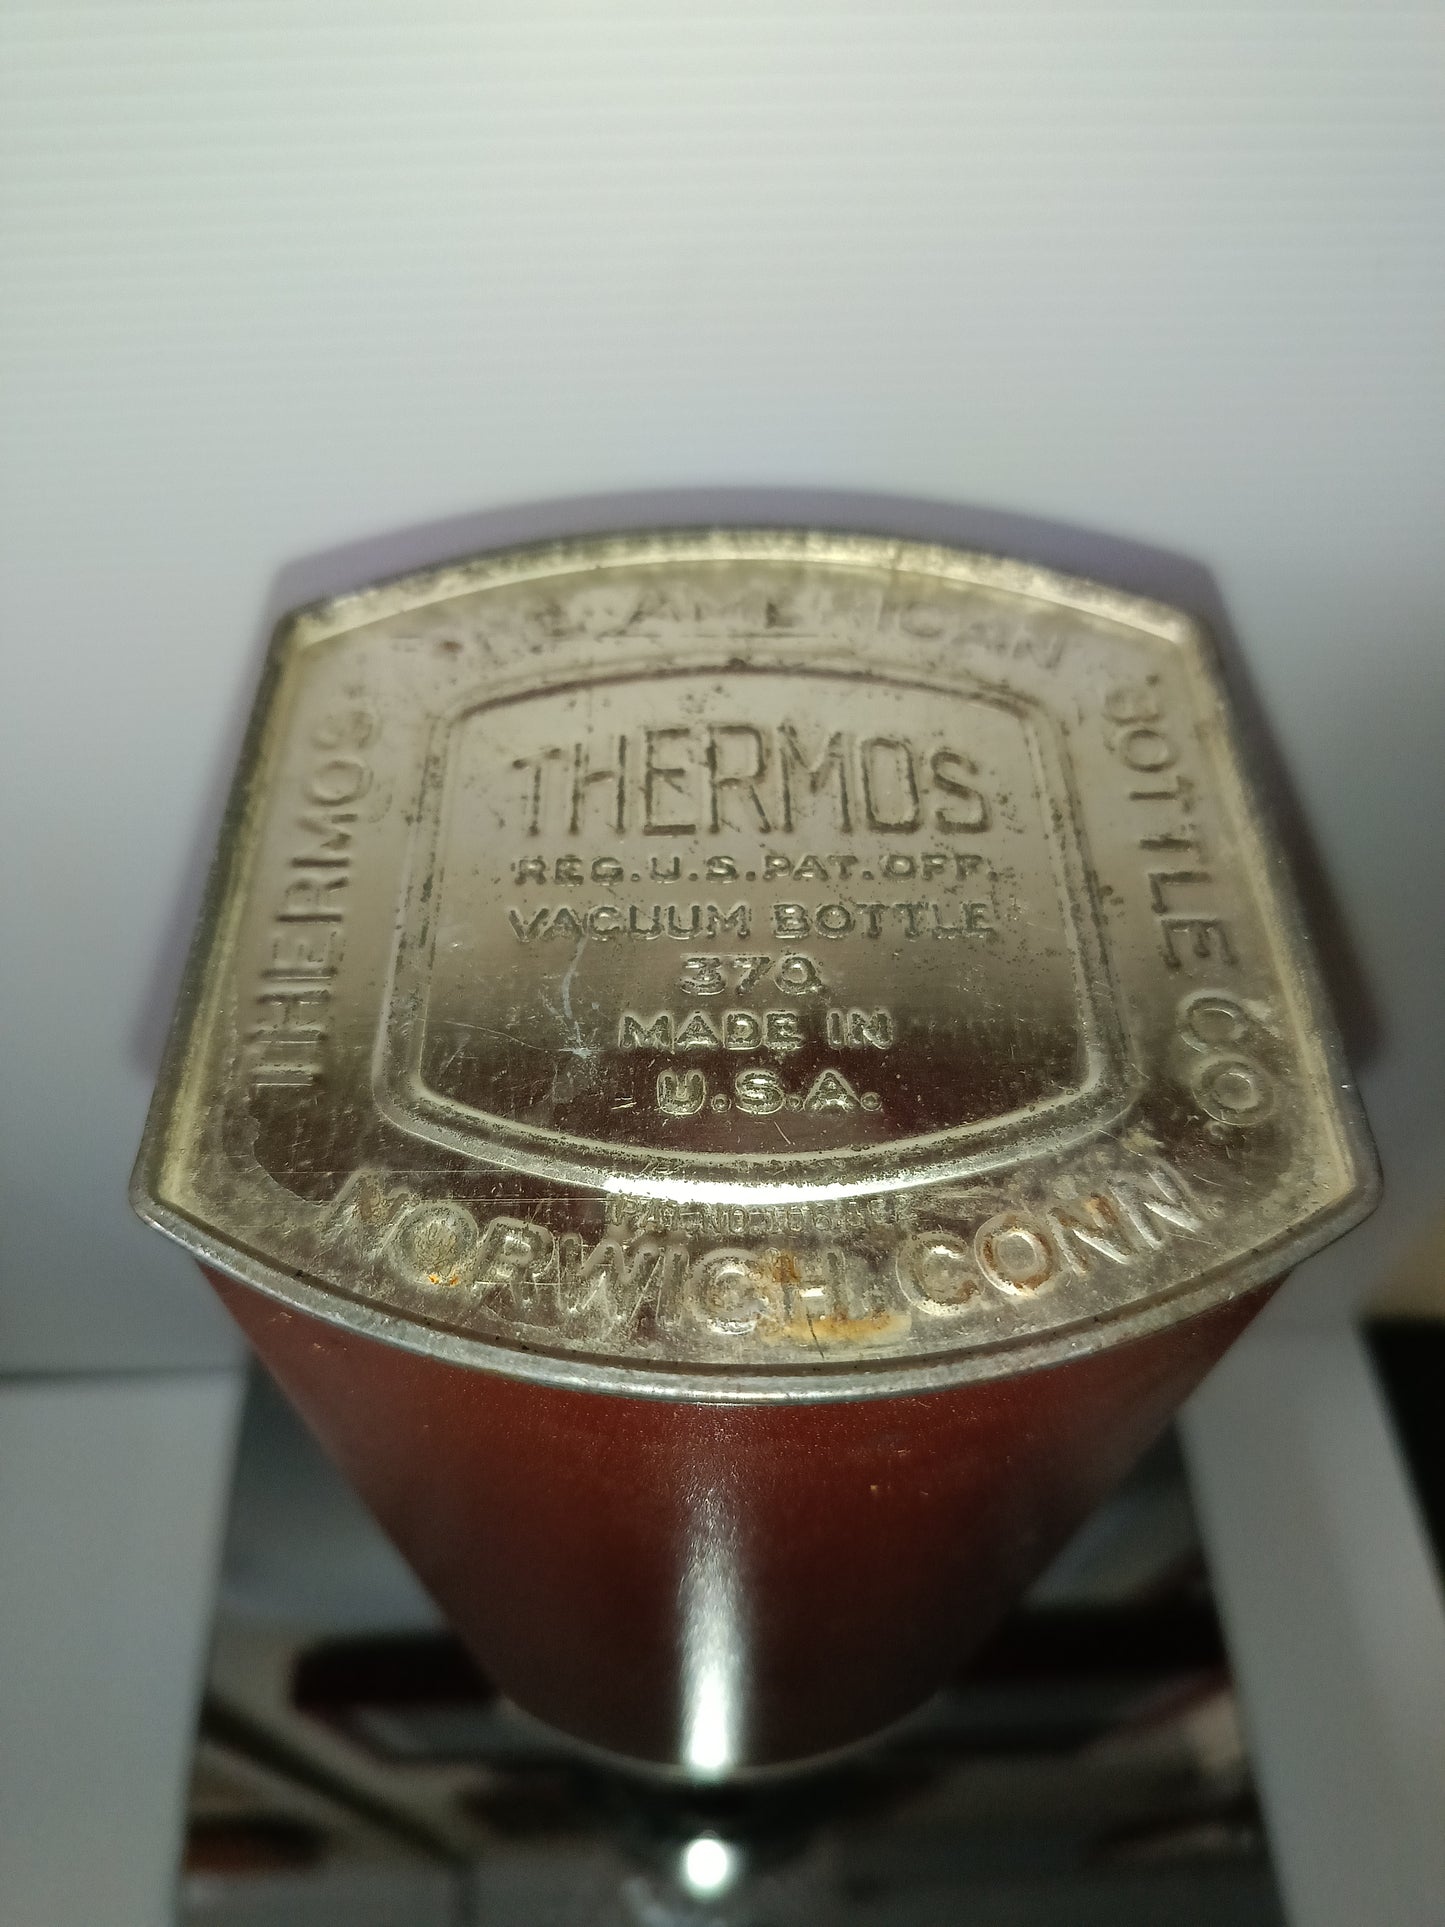 THE AMERICAN
THERMOS
BOTTLE CO.
THERMOS
REG. U.S. PAT. OFF.
VACUUM BOTTLE
370
MADE IN
U.S.A.
NORWICH, CONN